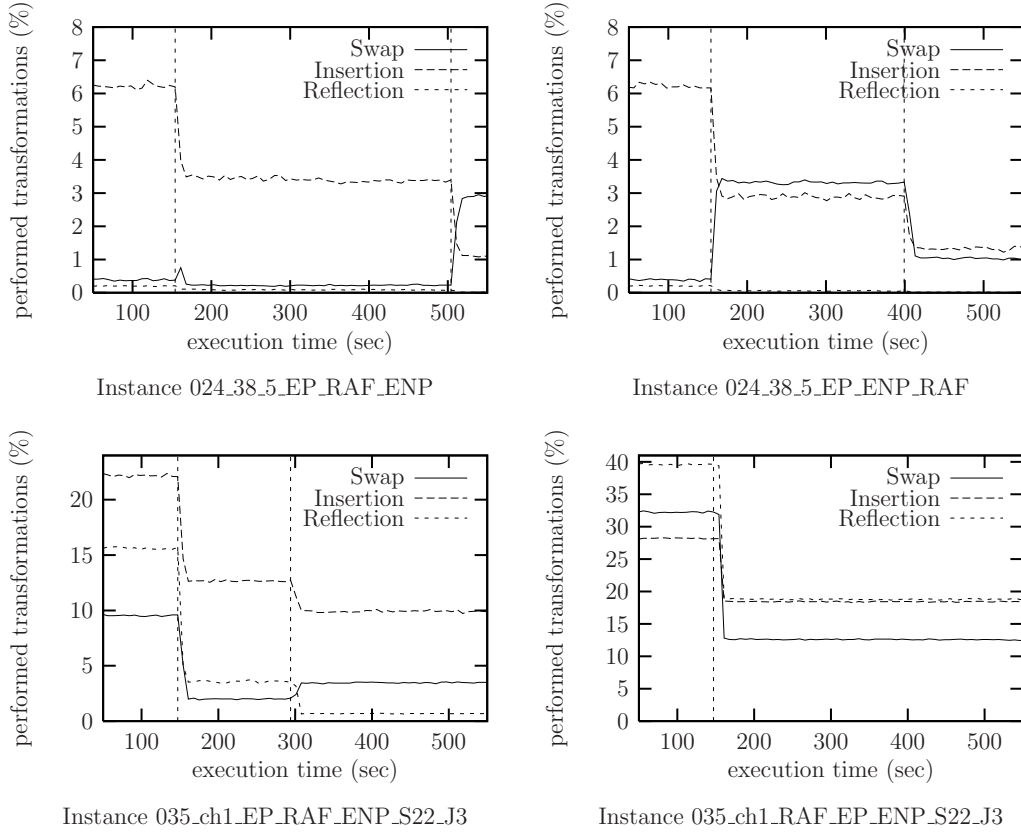 performed transformations (%)
8
7
6
5
4
3
2
1
0
Swap
Insertion
Reflection
100 200 300 400 500
execution time (sec)
Instance 024_38_5_EP_RAF_ENP
performed transformations (%)
8
7
6
5
4
3
2
1
0
Swap
Insertion
Reflection
100 200 300 400 500
execution time (sec)
Instance 024_38_5_EP_ENP_RAF
performed transformations (%)
20
15
10
5
0
Swap
Insertion
Reflection
100 200 300 400 500
execution time (sec)
Instance 035_ch1_EP_RAF_ENP_S22_J3
performed transformations (%)
40
35
30
25
20
15
10
5
0
Swap
Insertion
Reflection
100 200 300 400 500
execution time (sec)
Instance 035_ch1_RAF_EP_ENP_S22_J3